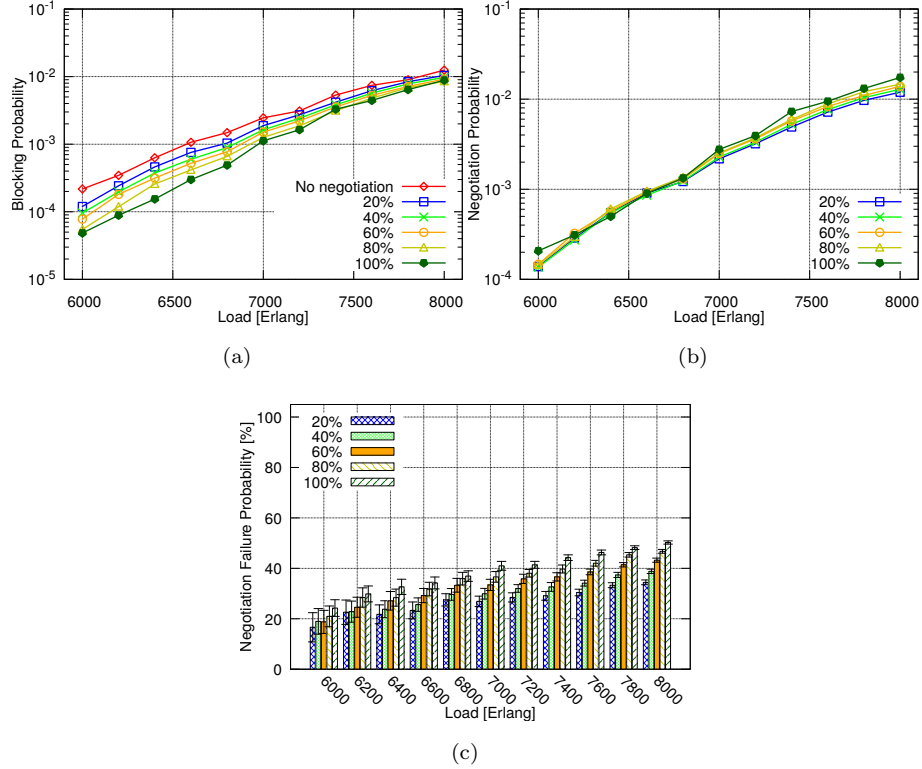 10^-1
10^-2
10^-3
10^-4
10^-5
Blocking Probability
No negotiation
20%
40%
60%
80%
100%
6000 6500 7000 7500 8000
Load [Erlang]
(a)
10^-1
10^-2
10^-3
10^-4
Negotiation Probability
20%
40%
60%
80%
100%
6000 6500 7000 7500 8000
Load [Erlang]
(b)
100
80
60
40
20
0
Negotiation Failure Probability [%]
20%
40%
60%
80%
100%
6000 6200 6400 6600 6800 7000 7200 7400 7600 7800 8000
Load [Erlang]
(c)